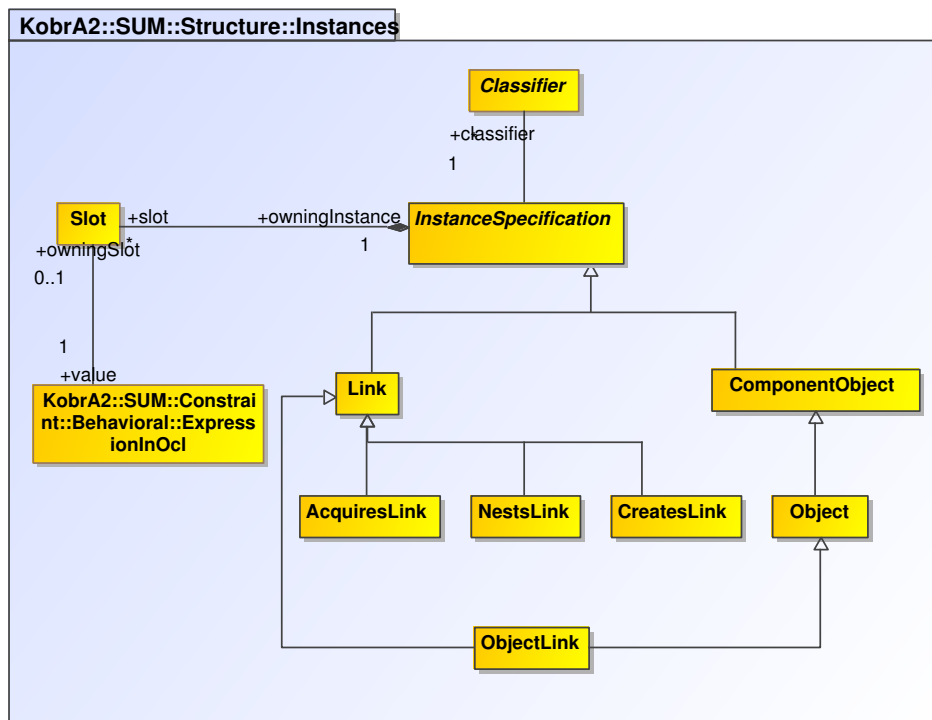 KobrA2::SUM::Structure::Instances
Classifier
+classifier
*
1
Slot
+slot
+owningInstance
InstanceSpecification
*
1
+owningSlot
0..1
1
+value
KobrA2::SUM::Constrai
nt::Behavioral::Express
ionInOcl
Link
ComponentObject
AcquiresLink
NestsLink
CreatesLink
Object
ObjectLink